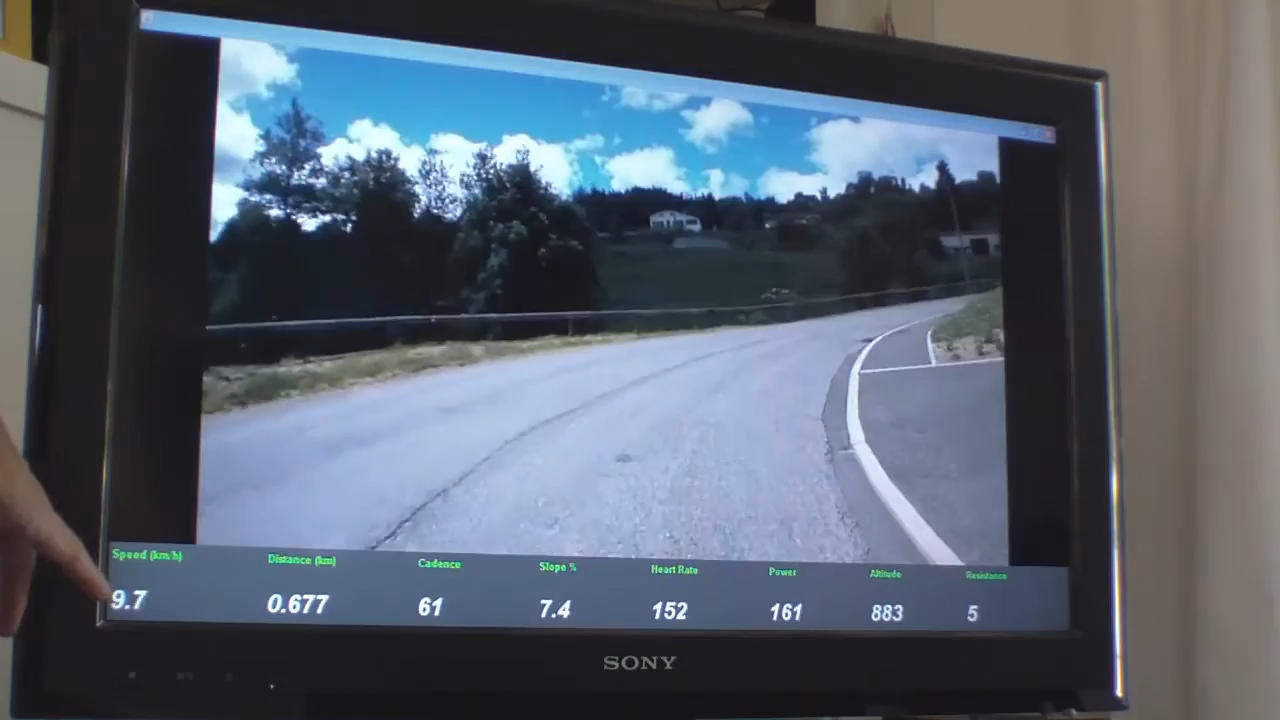 Speed (km/h) Distance (km) Cadence Slope % Heart Rate Power Altitude Resistance
9.7 0.677 61 7.4 152 161 883 5
SONY